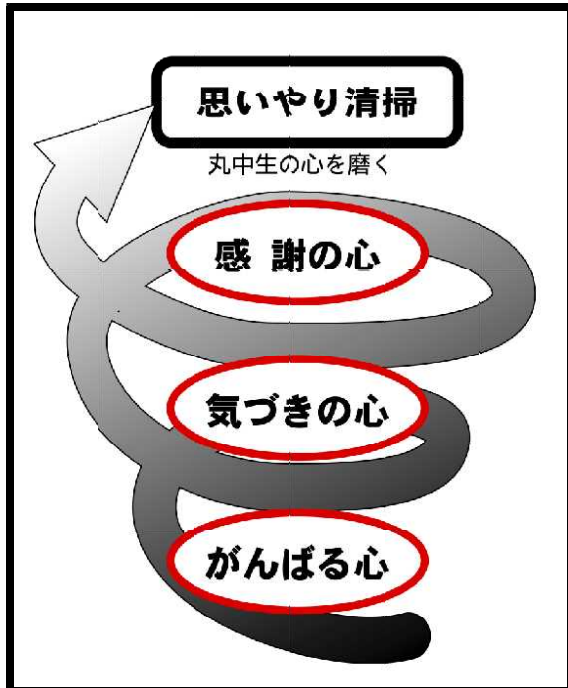 思いやり清掃
丸中生の心を磨く
感 謝の心
気づきの心
がんばる心